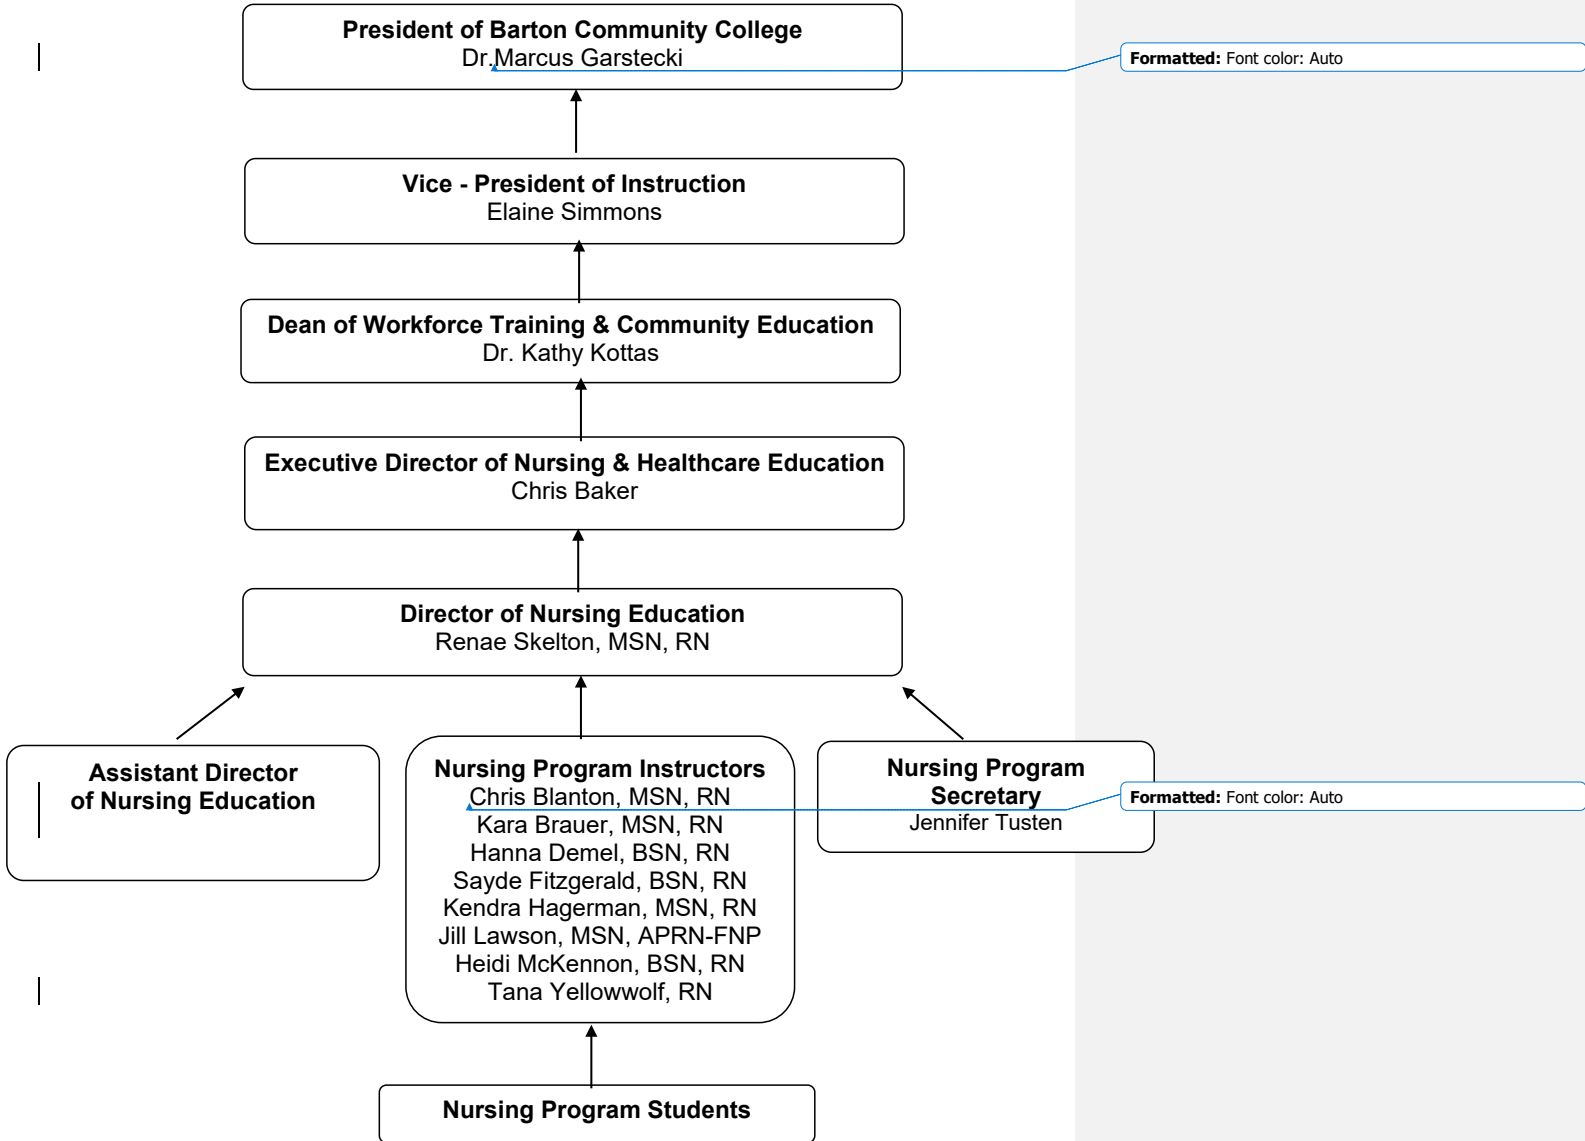 President of Barton Community College
Dr.Marcus Garstecki
Formatted: Font color: Auto
Vice - President of Instruction
Elaine Simmons
Dean of Workforce Training & Community Education
Dr. Kathy Kottas
Executive Director of Nursing & Healthcare Education
Chris Baker
Director of Nursing Education
Renae Skelton, MSN, RN
Assistant Director
of Nursing Education
Nursing Program Instructors
Chris Blanton, MSN, RN
Kara Brauer, MSN, RN
Hanna Demel, BSN, RN
Sayde Fitzgerald, BSN, RN
Kendra Hagerman, MSN, RN
Jill Lawson, MSN, APRN-FNP
Heidi McKennon, BSN, RN
Tana Yellowwolf, RN
Nursing Program
Secretary
Jennifer Tusten
Formatted: Font color: Auto
Nursing Program Students